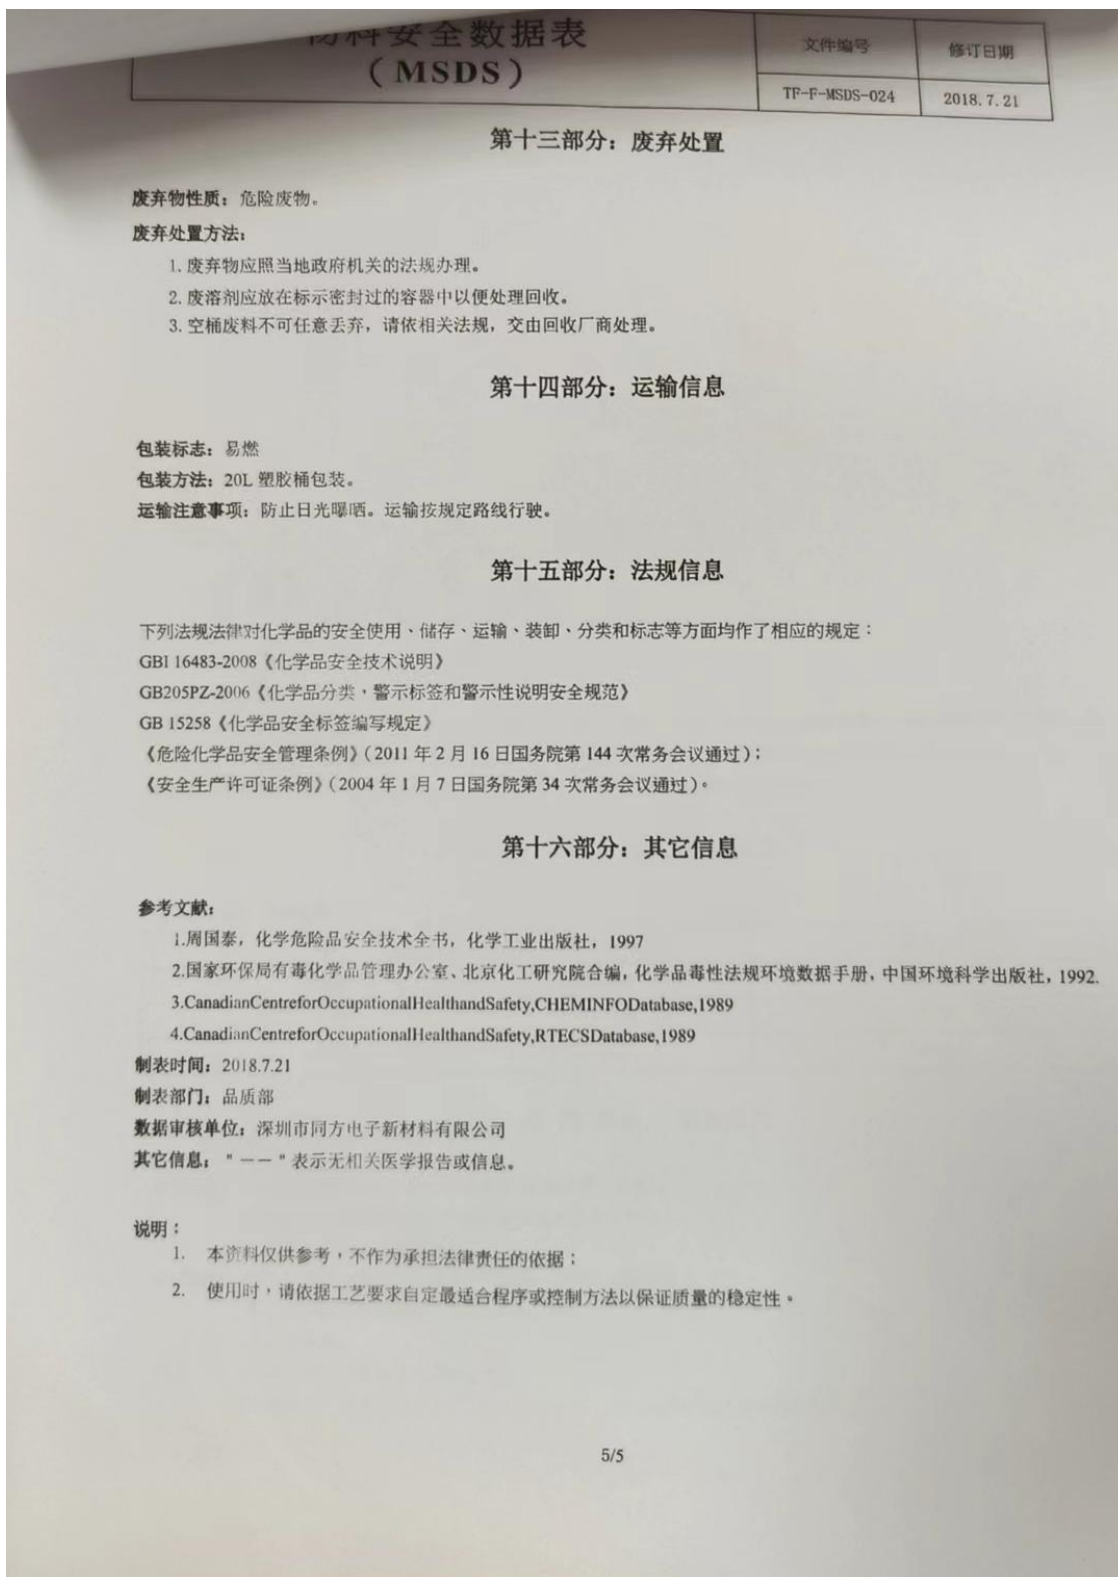 物料安全数据表
（MSDS）
文件编号 修订日期
TF-F-MSDS-024 2018.7.21
第十三部分：废弃处置
废弃物性质：危险废物。
废弃处置方法：
1. 废弃物应照当地政府机关的法规办理。
2. 废溶剂应放在标示密封过的容器中以便处理回收。
3. 空桶废料不可任意丢弃，请依相关法规，交由回收厂商处理。
第十四部分：运输信息
包装标志：易燃
包装方法：20L 塑胶桶包装。
运输注意事项：防止日光曝晒。运输按规定路线行驶。
第十五部分：法规信息
下列法规法律对化学品的安全使用、储存、运输、装卸、分类和标志等方面均作了相应的规定：
GBI 16483-2008《化学品安全技术说明》
GB205PZ-2006《化学品分类，警示标签和警示性说明安全规范》
GB 15258《化学品安全标签编写规定》
《危险化学品安全管理条例》（2011 年 2 月 16 日国务院第 144 次常务会议通过）；
《安全生产许可证条例》（2004 年 1 月 7 日国务院第 34 次常务会议通过）。
第十六部分：其它信息
参考文献：
1.周国泰，化学危险品安全技术全书，化学工业出版社，1997
2.国家环保局有毒化学品管理办公室、北京化工研究院合编，化学品毒性法规环境数据手册，中国环境科学出版社，1992.
3.CanadianCentreforOccupationalHealthandSafety,CHEMINFODatabase,1989
4.CanadianCentreforOccupationalHealthandSafety,RTECSDatabase,1989
制表时间：2018.7.21
制表部门：品质部
数据审核单位：深圳市同方电子新材料有限公司
其它信息："－－"表示无相关医学报告或信息。
说明：
1. 本资料仅供参考，不作为承担法律责任的依据；
2. 使用时，请依据工艺要求自定最适合程序或控制方法以保证质量的稳定性。
5/5